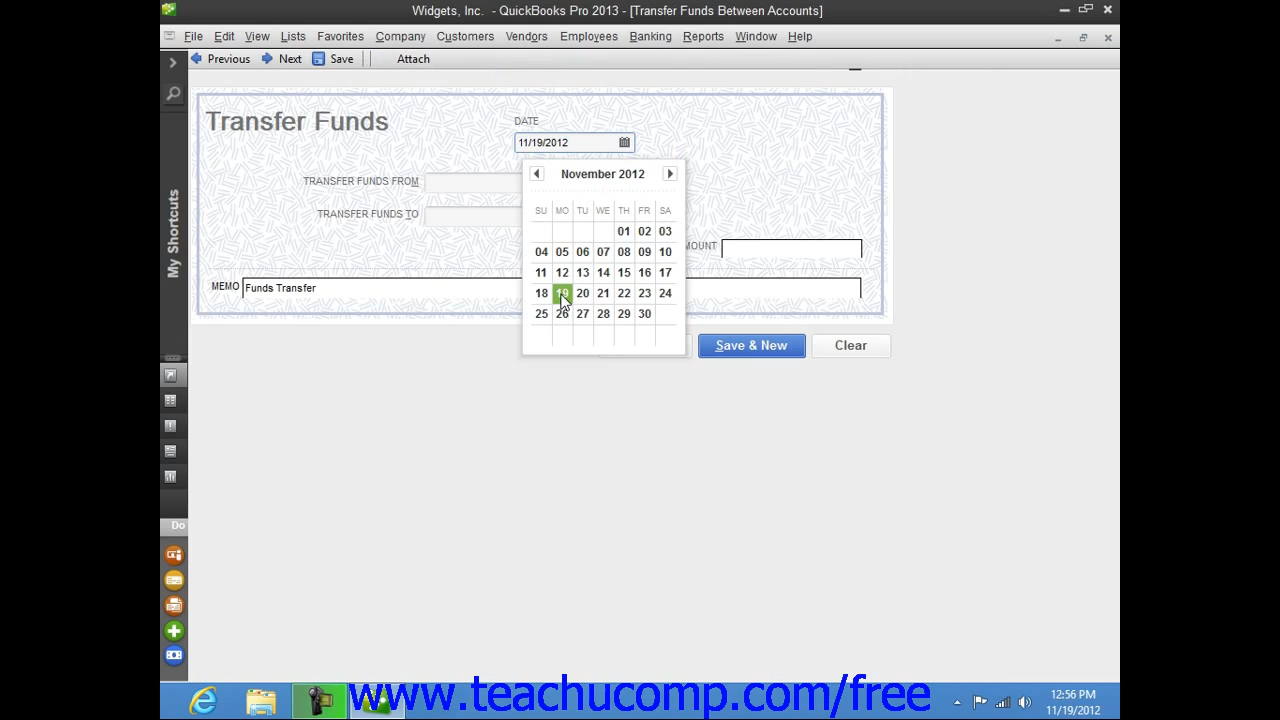 Widgets, Inc. - QuickBooks Pro 2013 - [Transfer Funds Between Accounts]
File Edit View Lists Favorites Company Customers Vendors Employees Banking Reports Window Help
Previous Next Save Attach
My Shortcuts
Do
Transfer Funds
DATE
11/19/2012
TRANSFER FUNDS FROM
TRANSFER FUNDS TO
MOUNT
MEMO Funds Transfer
November 2012
SU MO TU WE TH FR SA
01 02 03
04 05 06 07 08 09 10
11 12 13 14 15 16 17
18 19 20 21 22 23 24
25 26 27 28 29 30
Save & New Clear
www.teachucomp.com/free
12:56 PM
11/19/2012